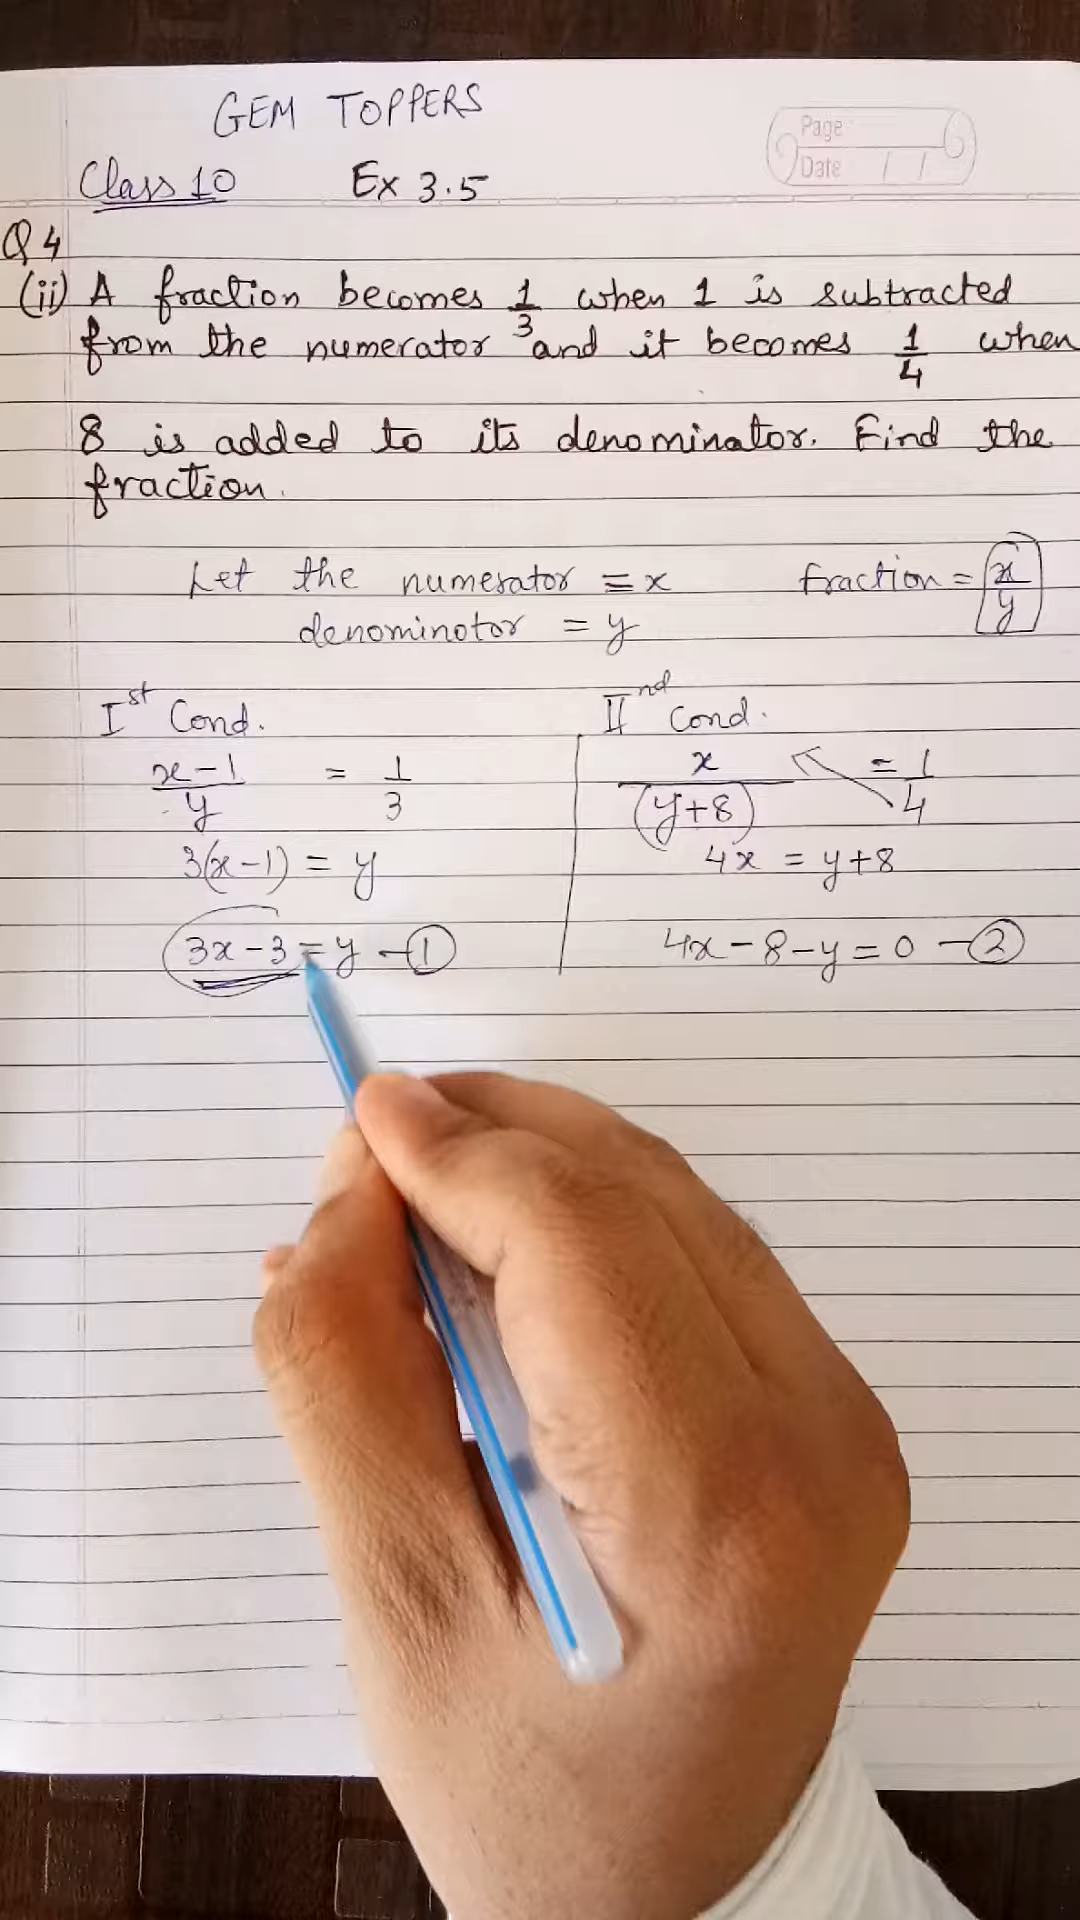 GEM TOPPERS
Page
Date / /
Class 10 Ex 3.5
Q 4
(ii) A fraction becomes 1/3 when 1 is subtracted
from the numerator and it becomes 1/4 when
8 is added to its denominator. Find the
fraction.
Let the numerator = x fraction = x/y
denominotor = y
Ist Cond.
x-1/y = 1/3
3(x-1) = y
3x-3=y -①
IInd Cond.
x/(y+8) = 1/4
4x = y+8
4x-8-y=0 -②